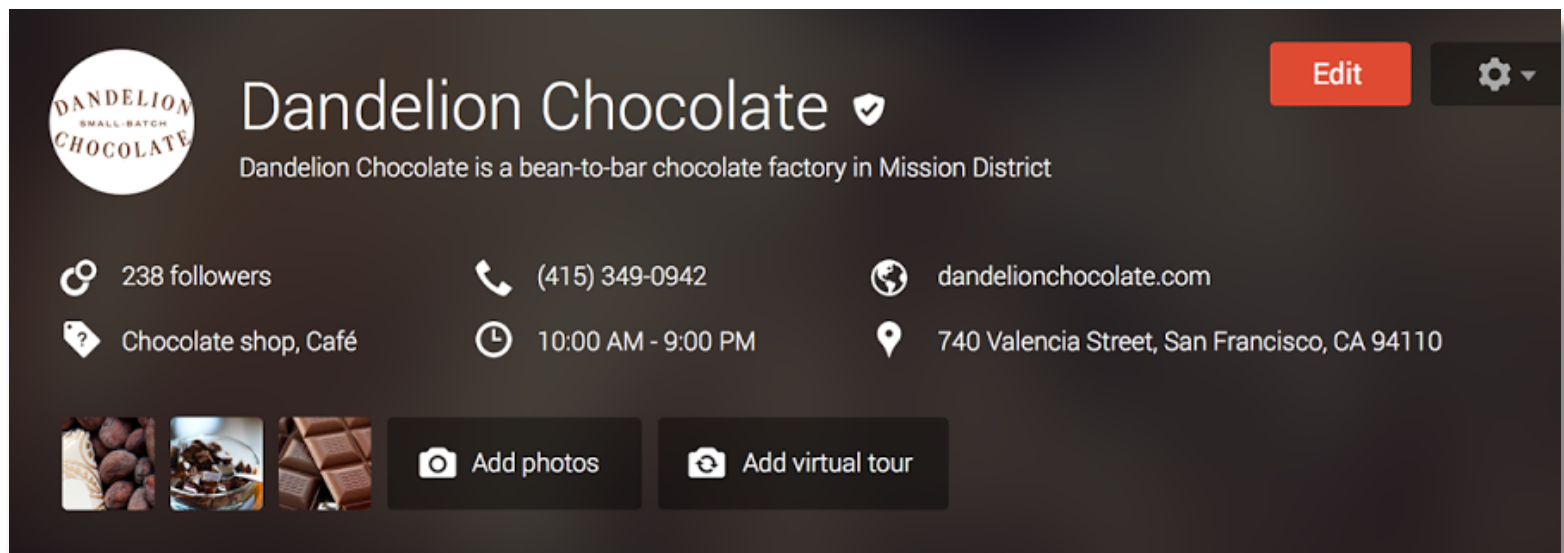 DANDELION
SMALL-BATCH
CHOCOLATE
Dandelion Chocolate
Dandelion Chocolate is a bean-to-bar chocolate factory in Mission District
Edit
238 followers
(415) 349-0942
dandelionchocolate.com
? Chocolate shop, Café
10:00 AM - 9:00 PM
740 Valencia Street, San Francisco, CA 94110
Add photos
Add virtual tour